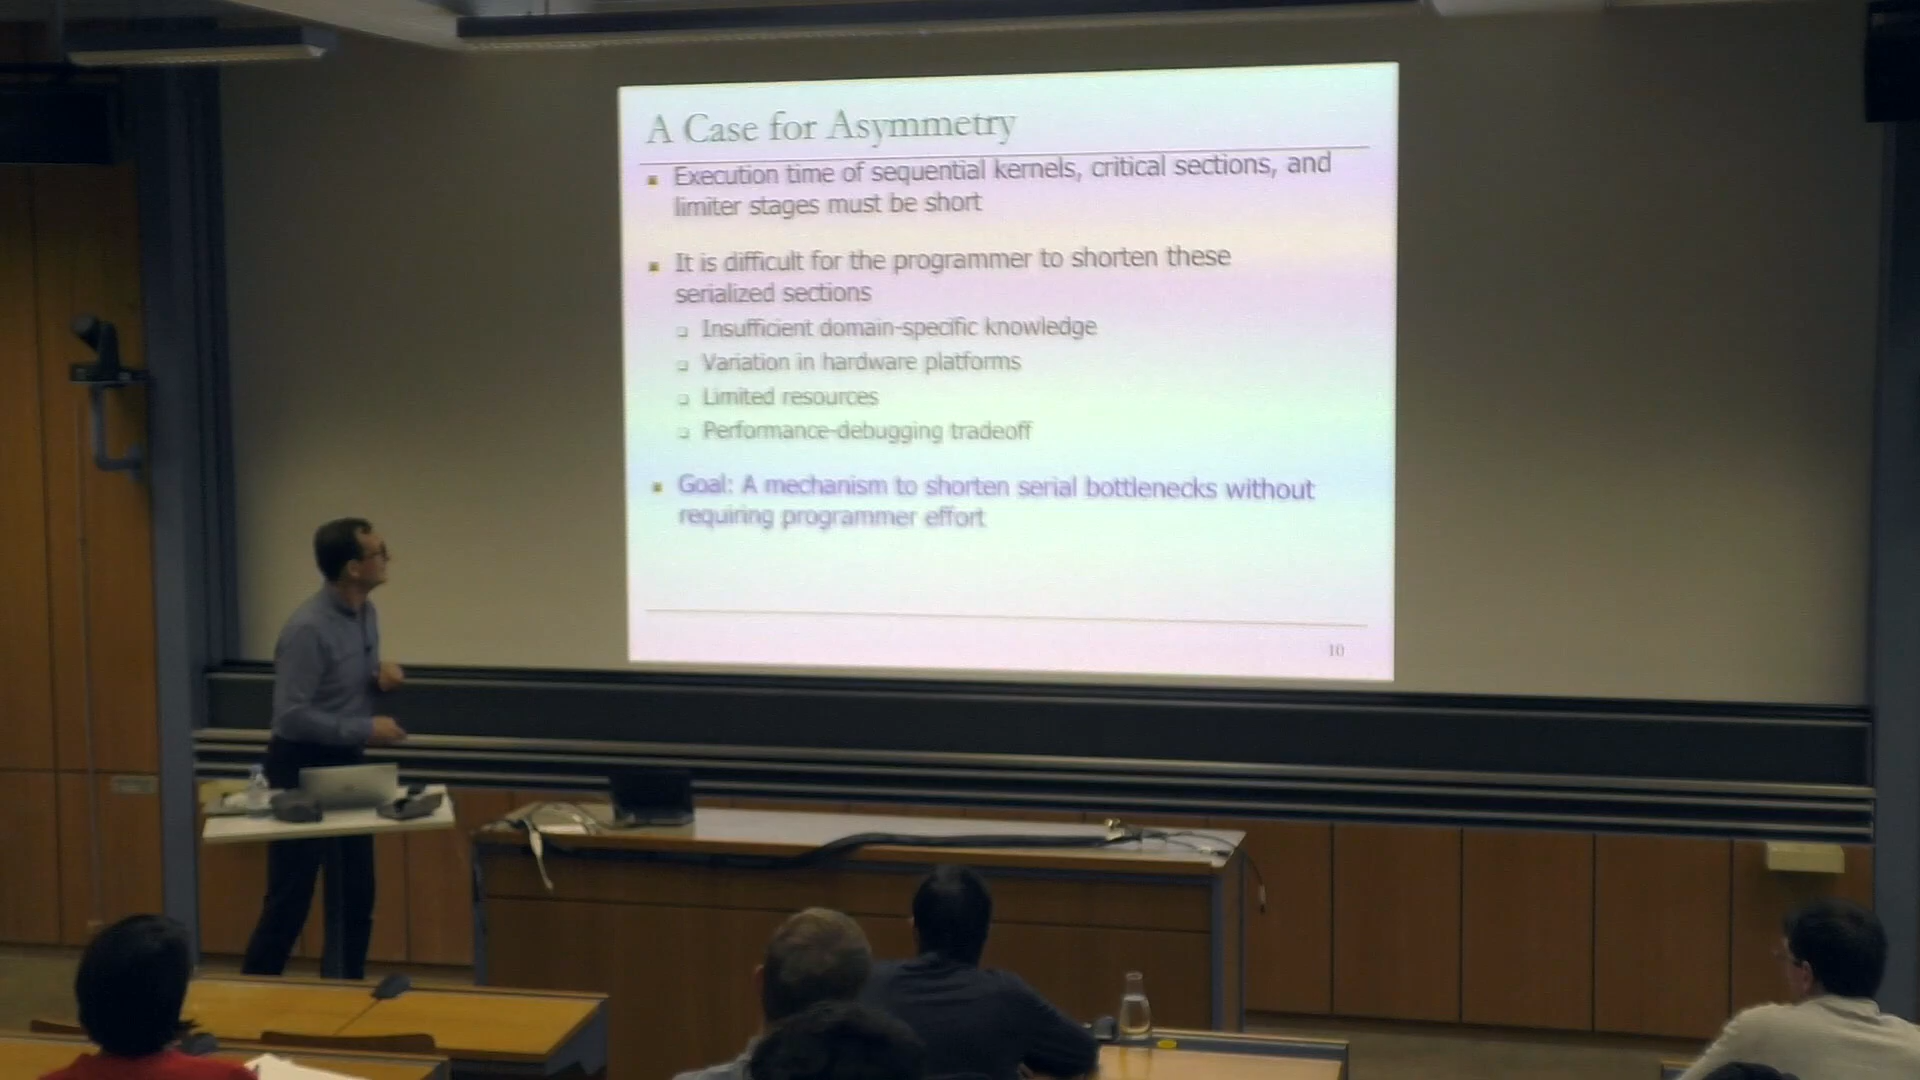 A Case for Asymmetry
Execution time of sequential kernels, critical sections, and
limiter stages must be short
It is difficult for the programmer to shorten these
serialized sections
Insufficient domain-specific knowledge
Variation in hardware platforms
Limited resources
Performance-debugging tradeoff
Goal: A mechanism to shorten serial bottlenecks without
requiring programmer effort
10